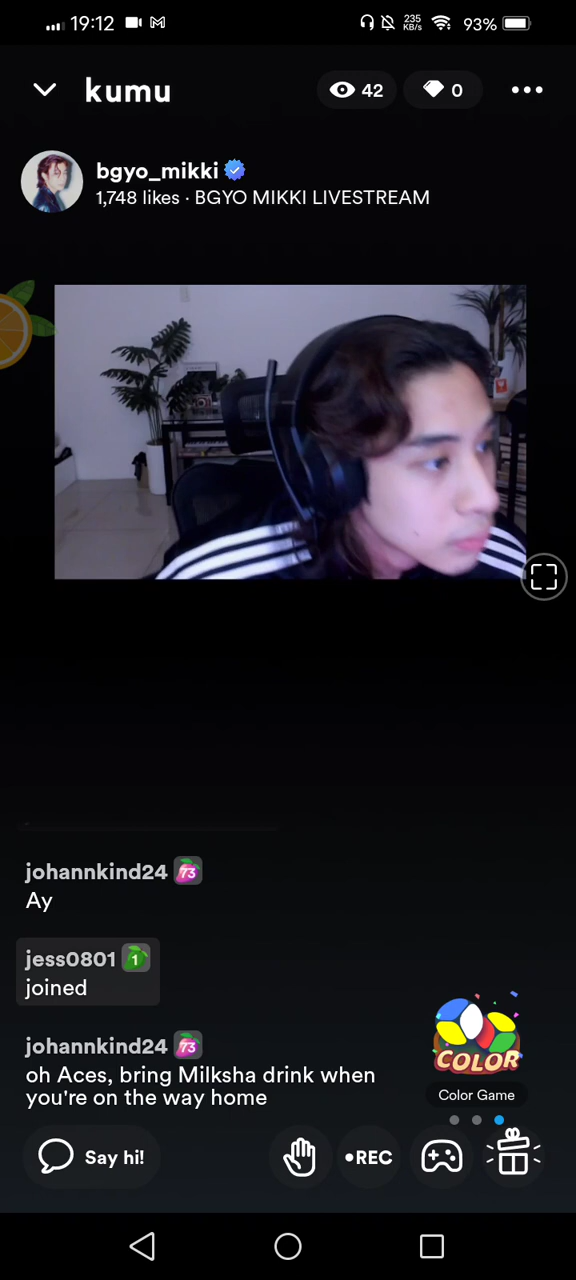 19:12
235
KB/s
93%
kumu
42
0
bgyo_mikki
1,748 likes · BGYO MIKKI LIVESTREAM
johannkind24 73
Ay
jess0801 1
joined
johannkind24 73
oh Aces, bring Milksha drink when
you're on the way home
COLOR
Color Game
Say hi!
•REC